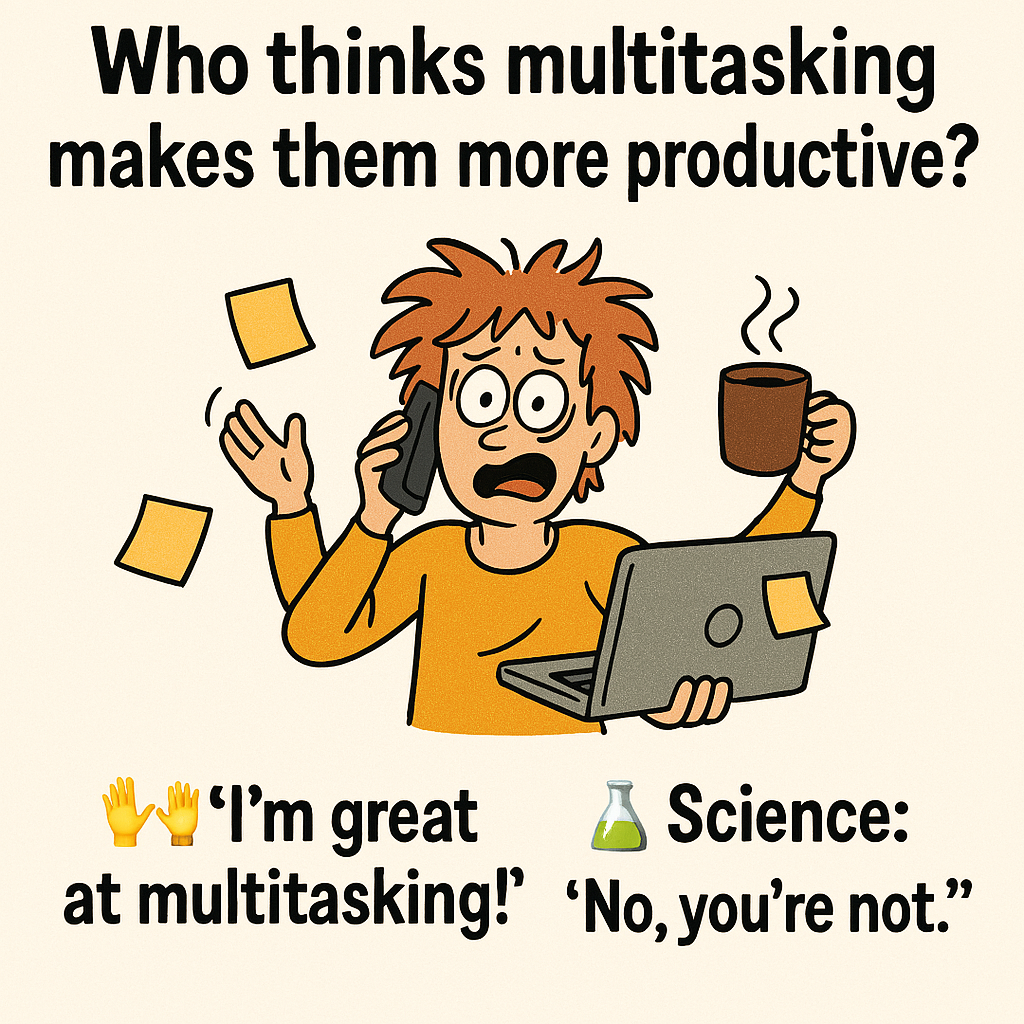 Who thinks multitasking
makes them more productive?
🙌 ‘I’m great
at multitasking!’
🧪 Science:
‘No, you’re not.”